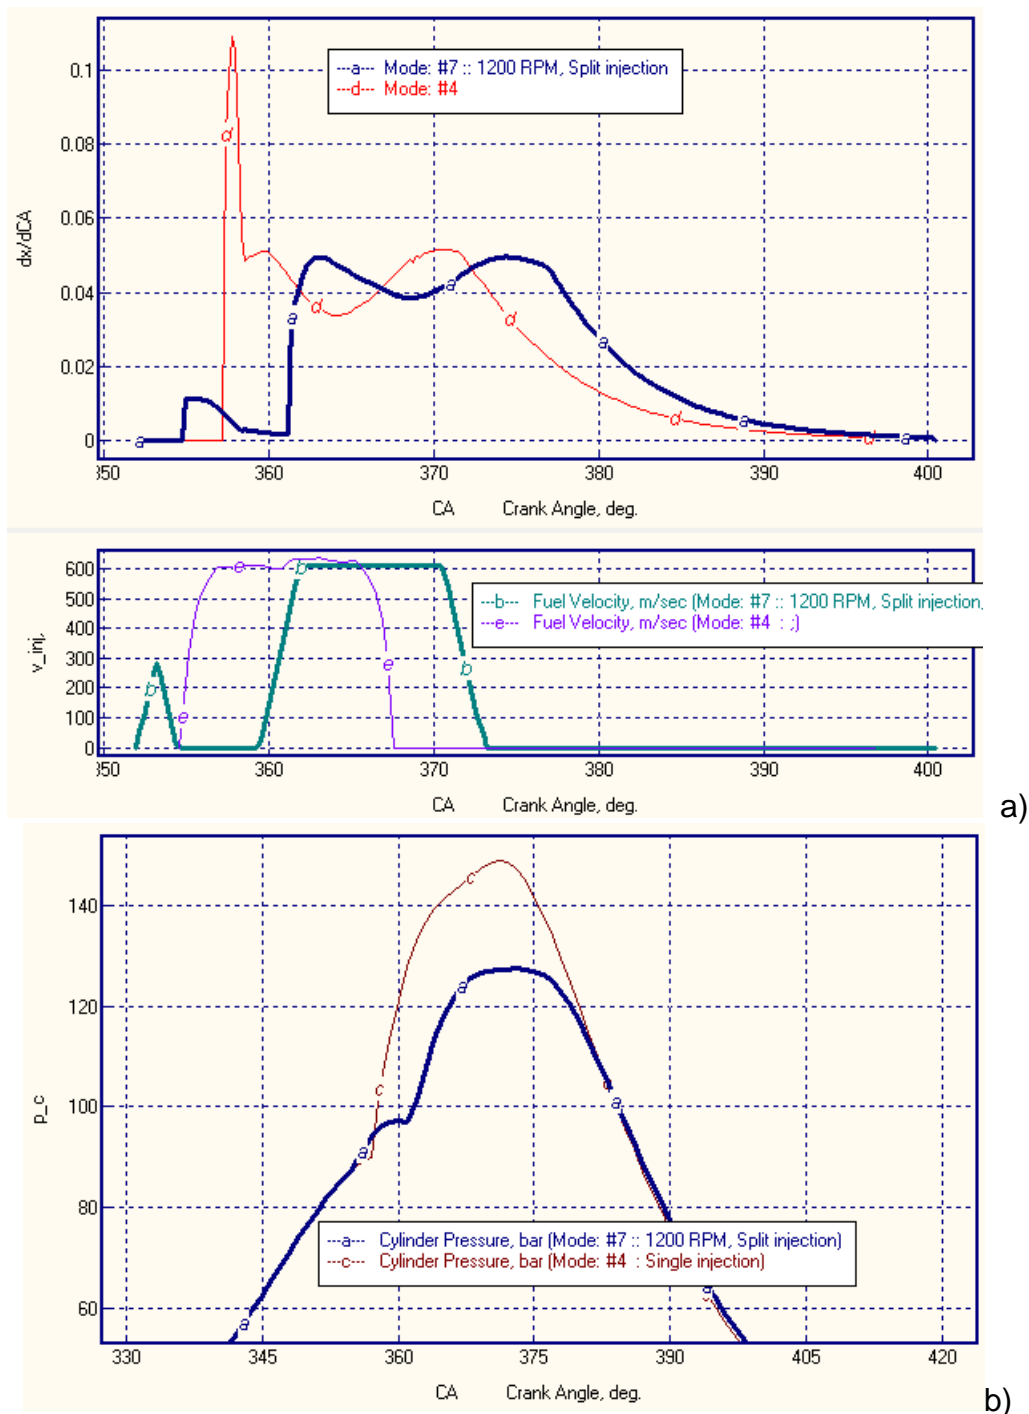 ---a--- Mode: #7 :: 1200 RPM, Split injection
---d--- Mode: #4
dx/dCA
0.1
0.08
0.06
0.04
0.02
0
d
d
d
d
d
a
a
a
a
a
a
350 360 370 380 390 400
CA Crank Angle, deg.
v_inj.
600
500
400
300
200
100
0
---b--- Fuel Velocity, m/sec (Mode: #7 :: 1200 RPM, Split injection,
---e--- Fuel Velocity, m/sec (Mode: #4 : ;)
b
b
b
e
e
e
350 360 370 380 390 400
CA Crank Angle, deg.
a)
p_c
140
120
100
80
60
c
c
c
c
a
a
a
a
a
---a--- Cylinder Pressure, bar (Mode: #7 :: 1200 RPM, Split injection)
---c--- Cylinder Pressure, bar (Mode: #4 : Single injection)
330 345 360 375 390 405 420
CA Crank Angle, deg.
b)